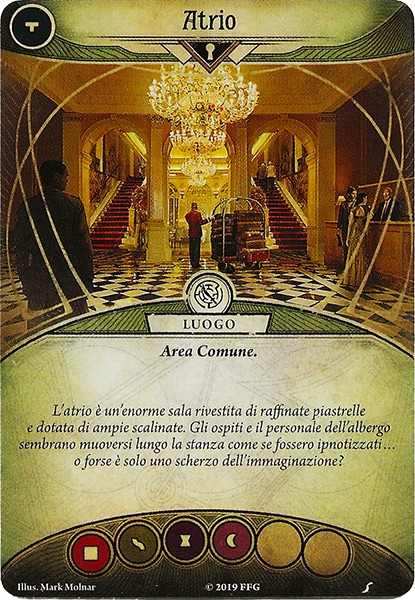 Atrio
LUOGO
Area Comune.
L'atrio è un'enorme sala rivestita di raffinate piastrelle
e dotata di ampie scalinate. Gli ospiti e il personale dell'albergo
sembrano muoversi lungo la stanza come se fossero ipnotizzati...
o forse è solo uno scherzo dell'immaginazione?
Illus. Mark Molnar
© 2019 FFG